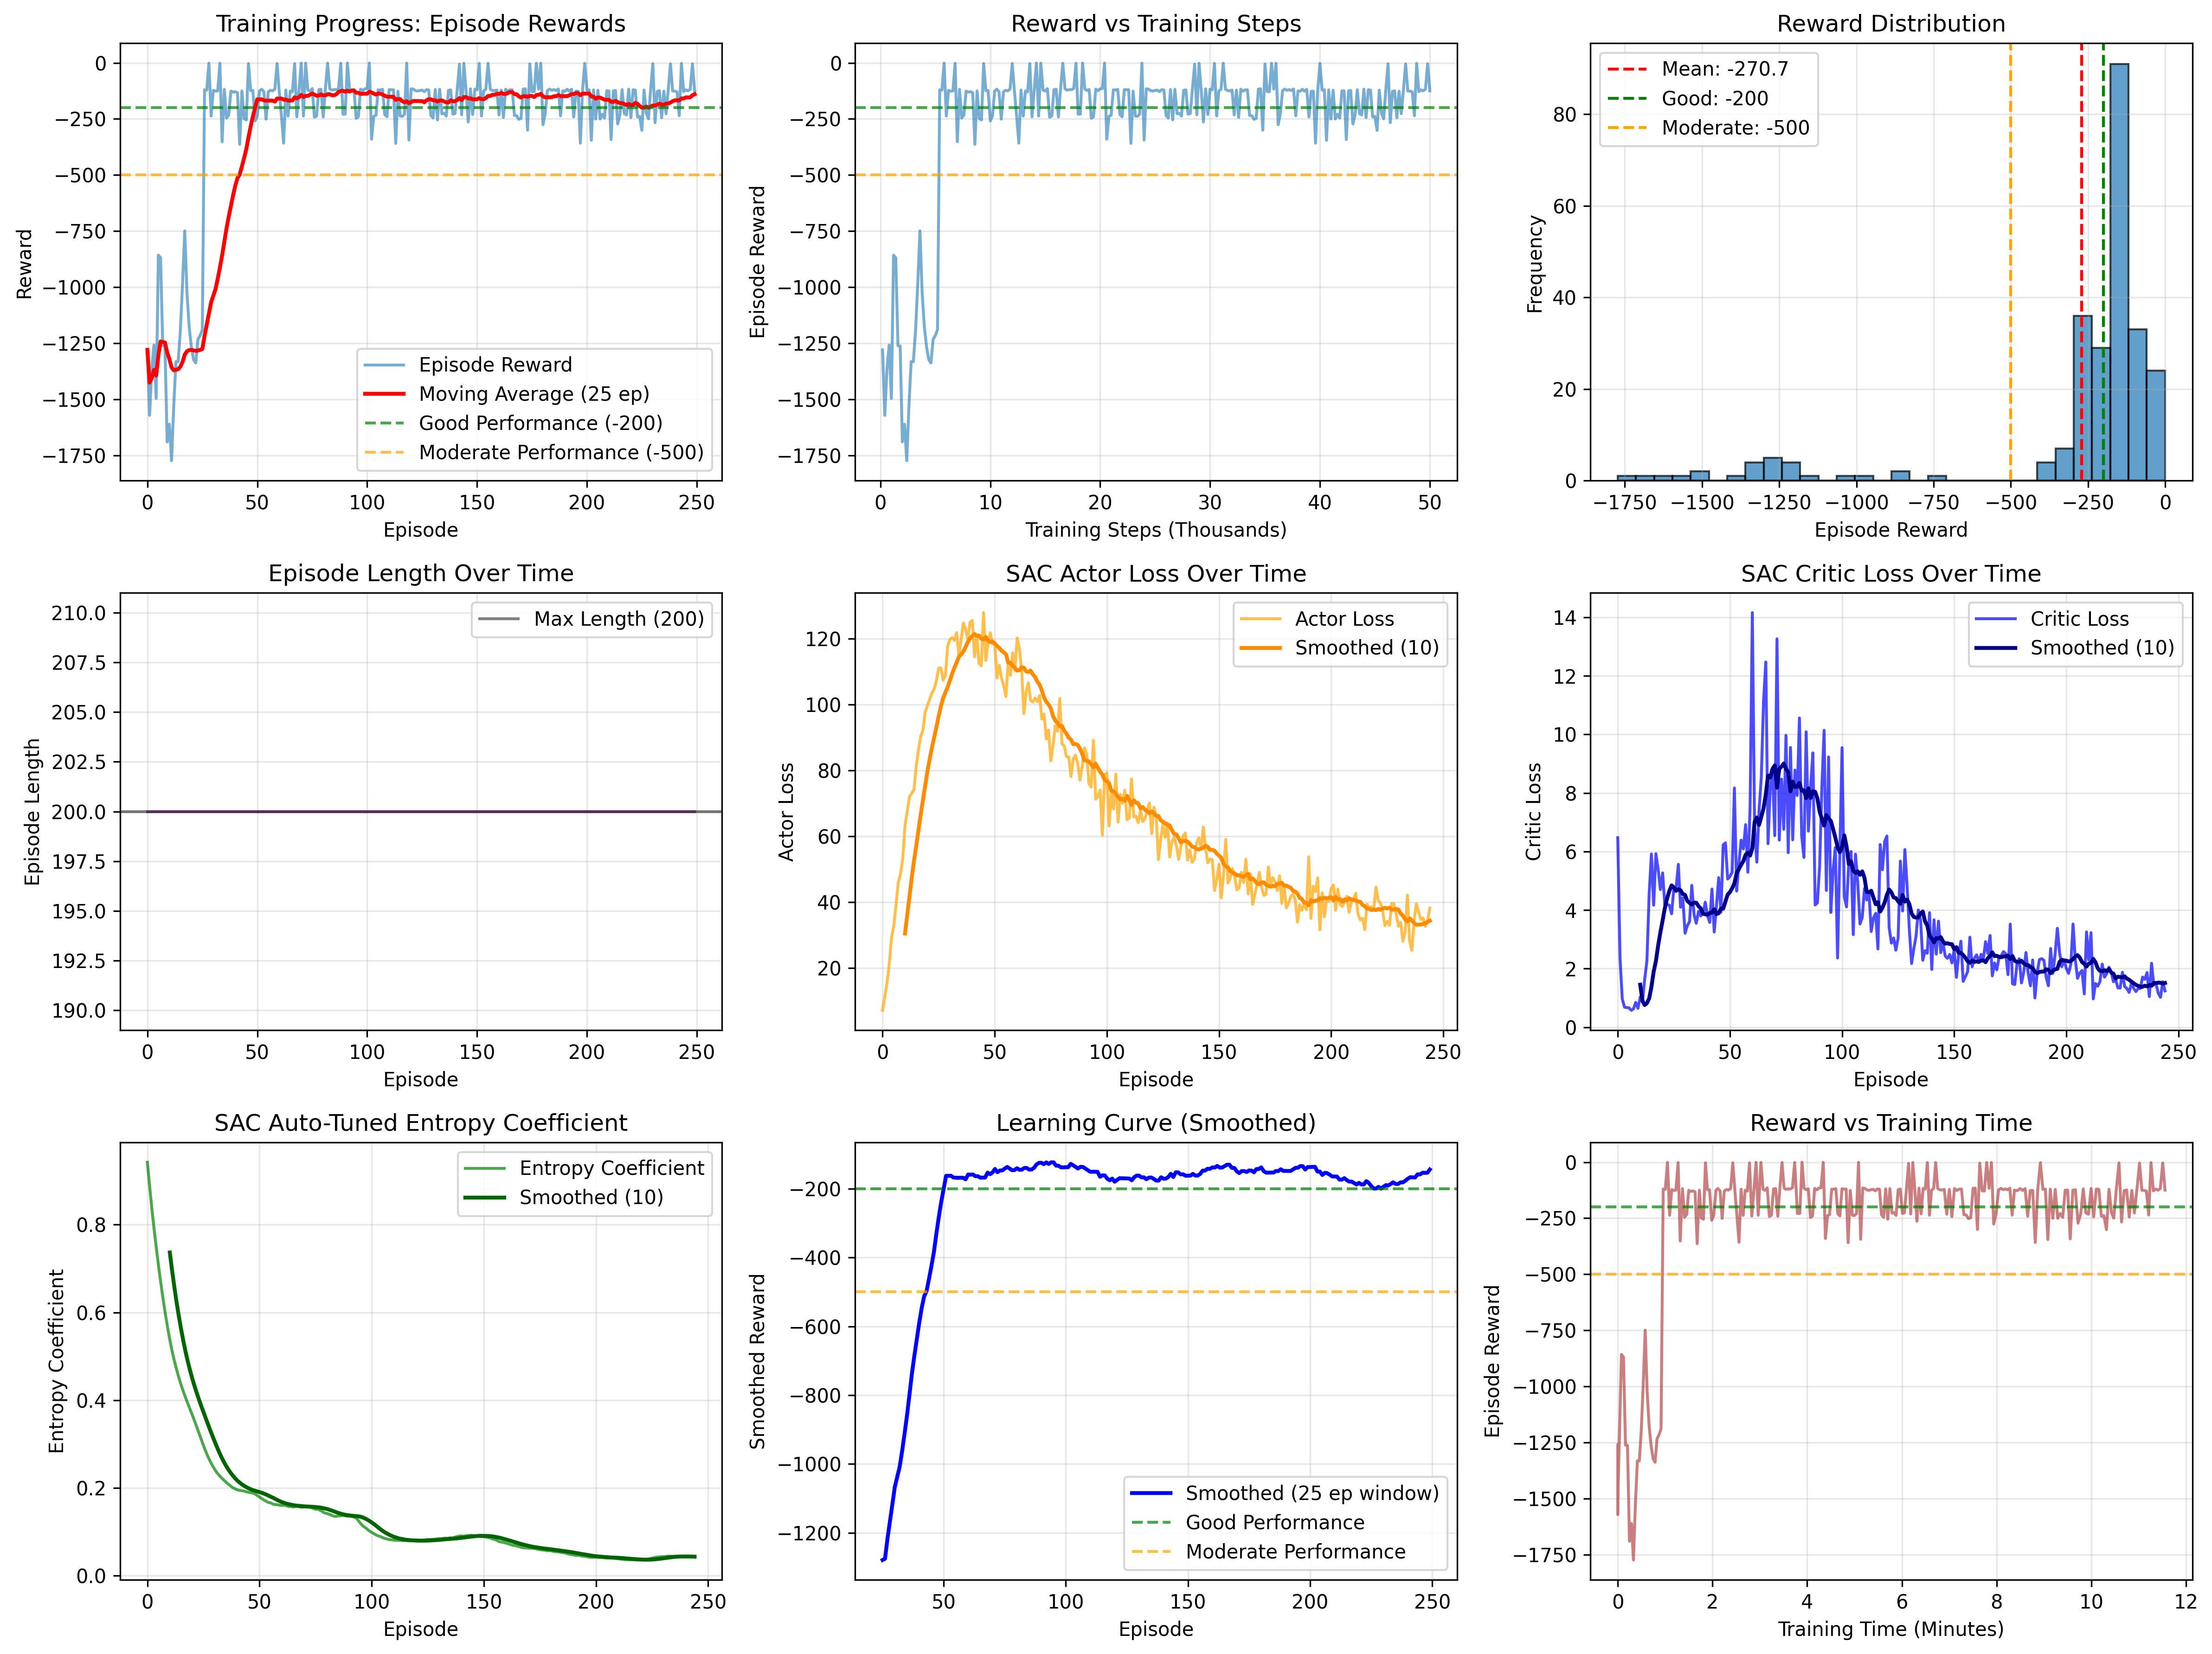 Training Progress: Episode Rewards
0
−250
−500
−750
−1000
−1250
−1500
−1750
Reward
Episode Reward
Moving Average (25 ep)
Good Performance (-200)
Moderate Performance (-500)
0 50 100 150 200 250
Episode
Reward vs Training Steps
0
−250
−500
−750
−1000
−1250
−1500
−1750
Episode Reward
0 10 20 30 40 50
Training Steps (Thousands)
Reward Distribution
Mean: -270.7
Good: -200
Moderate: -500
80
60
40
20
0
Frequency
−1750 −1500 −1250 −1000 −750 −500 −250 0
Episode Reward
Episode Length Over Time
Max Length (200)
210.0
207.5
205.0
202.5
200.0
197.5
195.0
192.5
190.0
Episode Length
0 50 100 150 200 250
Episode
SAC Actor Loss Over Time
Actor Loss
Smoothed (10)
120
100
80
60
40
20
Actor Loss
0 50 100 150 200 250
Episode
SAC Critic Loss Over Time
Critic Loss
Smoothed (10)
14
12
10
8
6
4
2
0
Critic Loss
0 50 100 150 200 250
Episode
SAC Auto-Tuned Entropy Coefficient
Entropy Coefficient
Smoothed (10)
0.8
0.6
0.4
0.2
0.0
Entropy Coefficient
0 50 100 150 200 250
Episode
Learning Curve (Smoothed)
−200
−400
−600
−800
−1000
−1200
Smoothed Reward
Smoothed (25 ep window)
Good Performance
Moderate Performance
50 100 150 200 250
Episode
Reward vs Training Time
0
−250
−500
−750
−1000
−1250
−1500
−1750
Episode Reward
0 2 4 6 8 10 12
Training Time (Minutes)